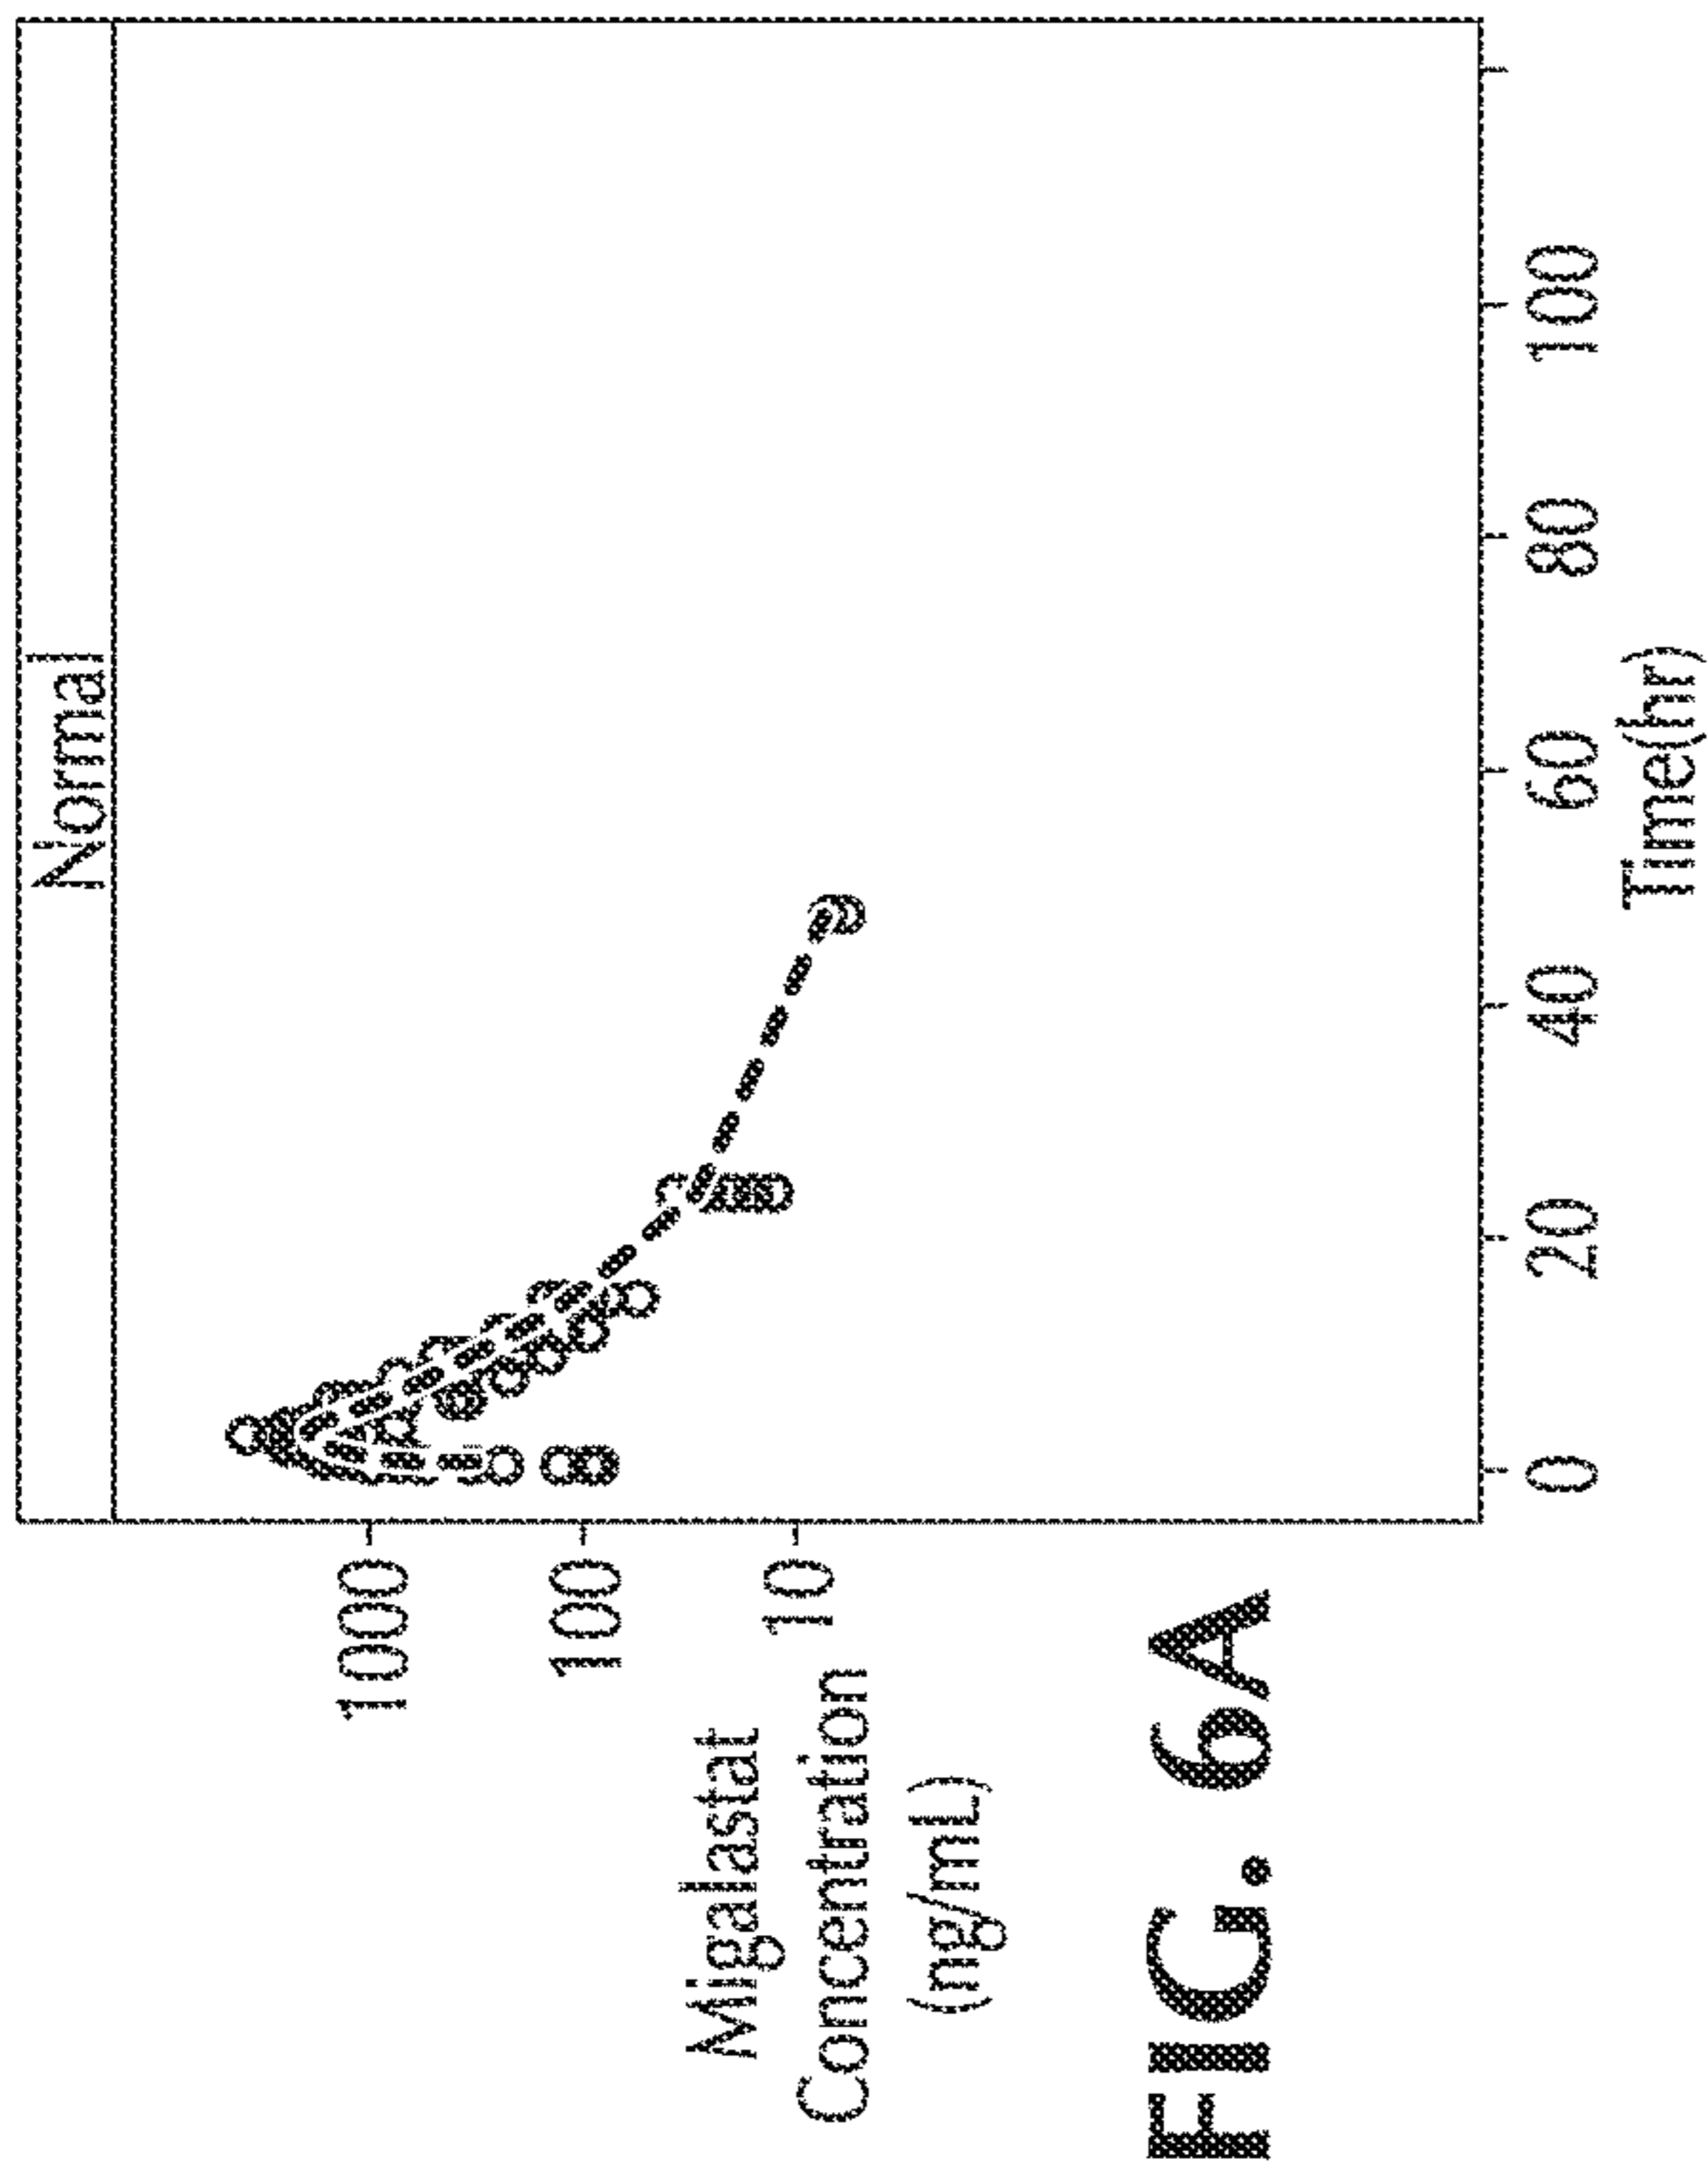 Normal
1000
100
10
Migalastat
Concentration
(ng/mL)
0 20 40 60 80 100
Time(hr)
FIG. 6A